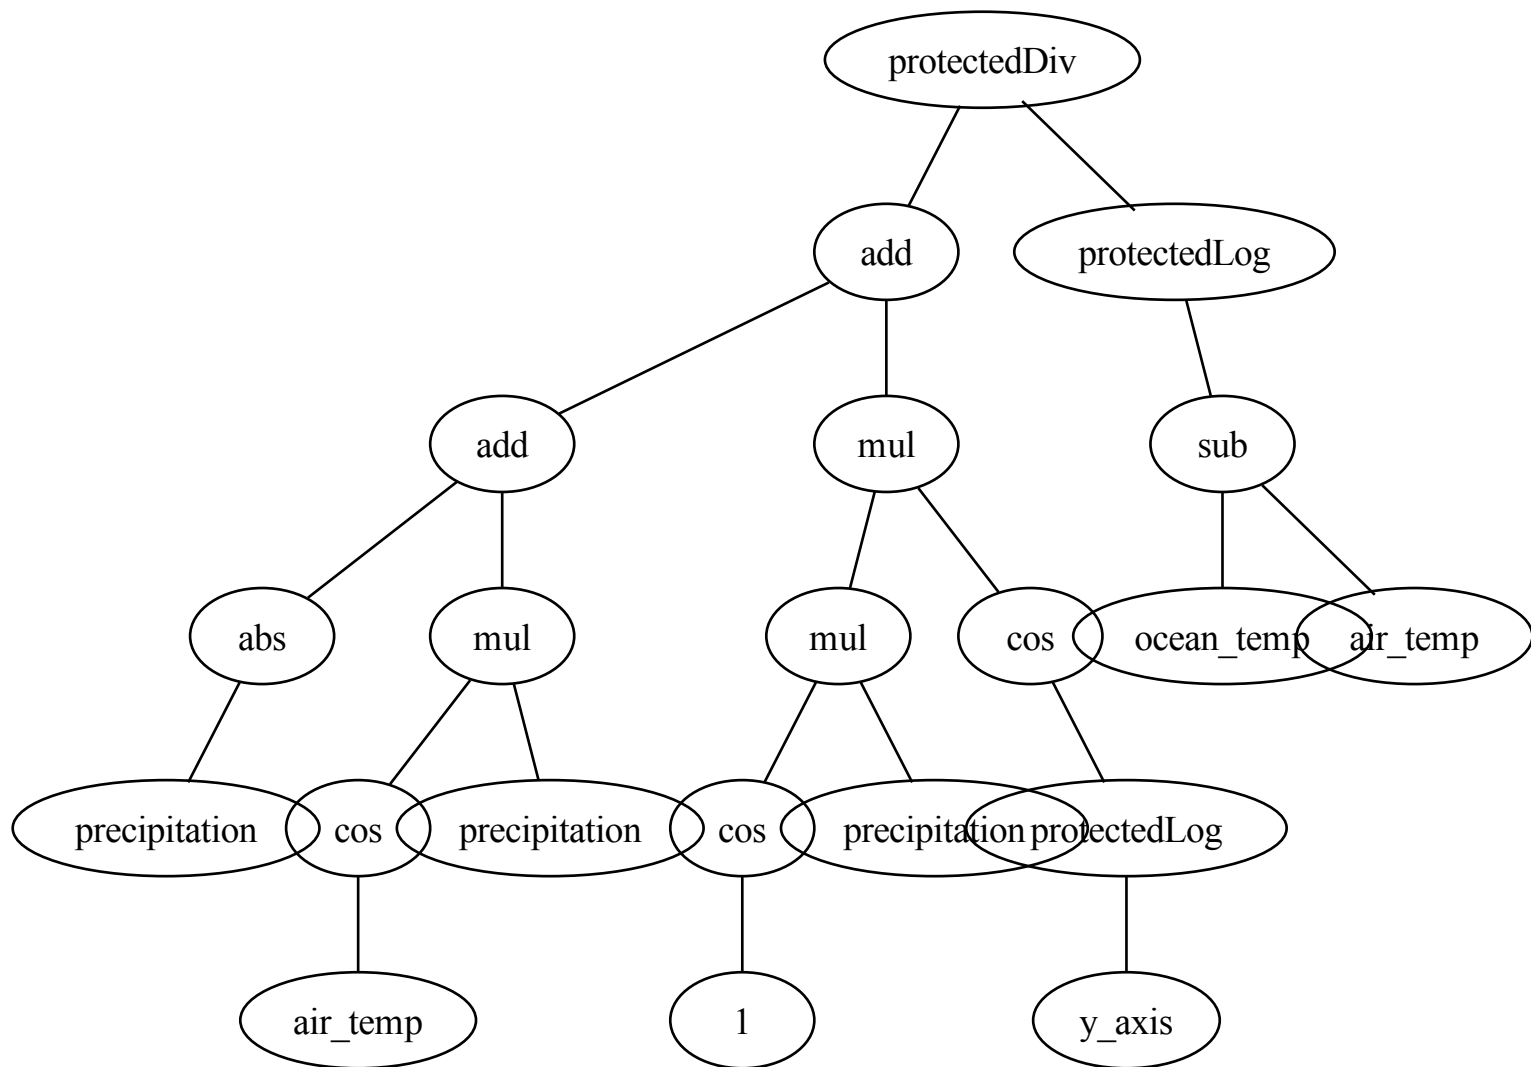 protectedDiv
add protectedLog
add mul sub
abs mul mul cos ocean_temp air_temp
precipitation cos precipitation cos precipitation protectedLog
air_temp 1 y_axis